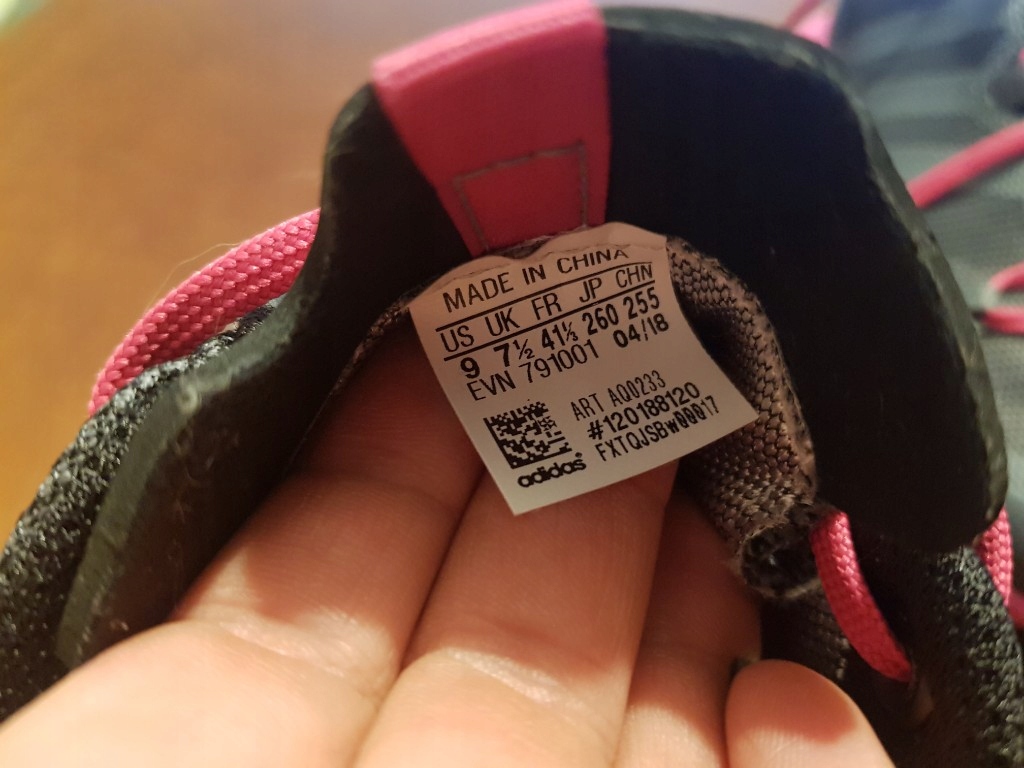 MADE IN CHINA
US UK FR JP CHN
9 7½ 41⅓ 260 255
EVN 791001 04/18
ART AQ0233
#120188120
FXTQJSBW00017
adidas